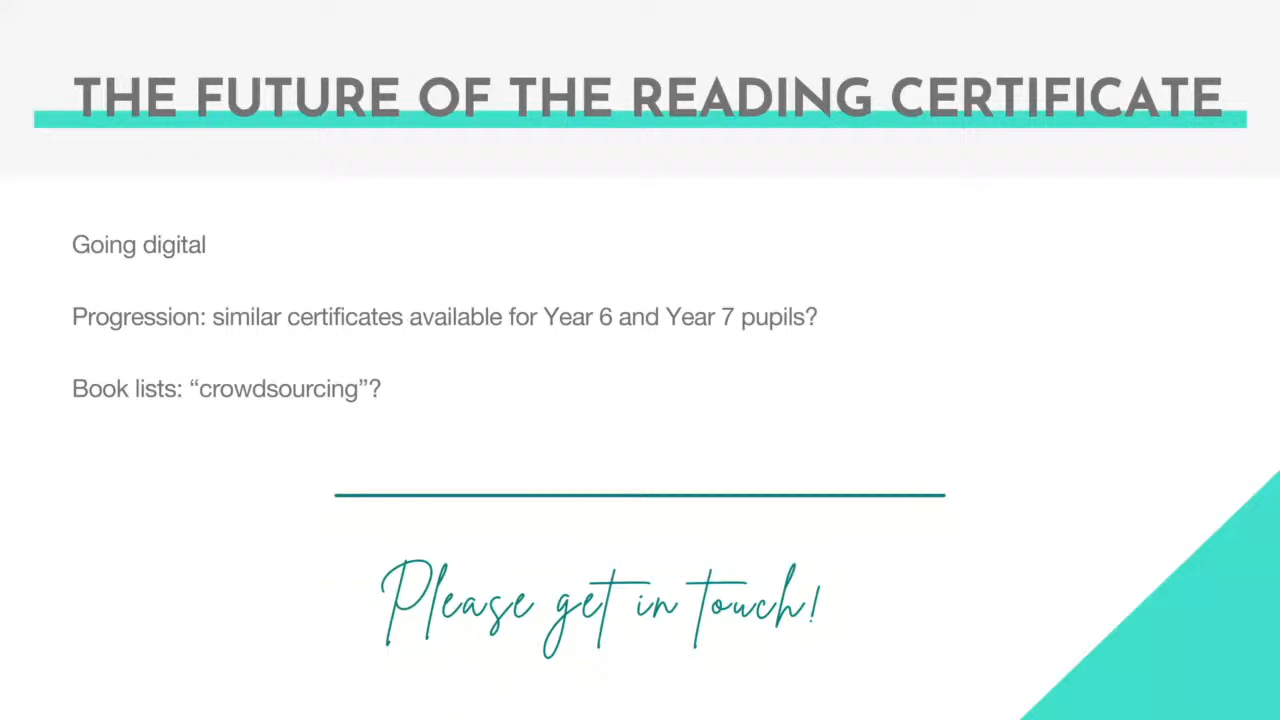 THE FUTURE OF THE READING CERTIFICATE
Going digital
Progression: similar certificates available for Year 6 and Year 7 pupils?
Book lists: “crowdsourcing”?
Please get in touch!